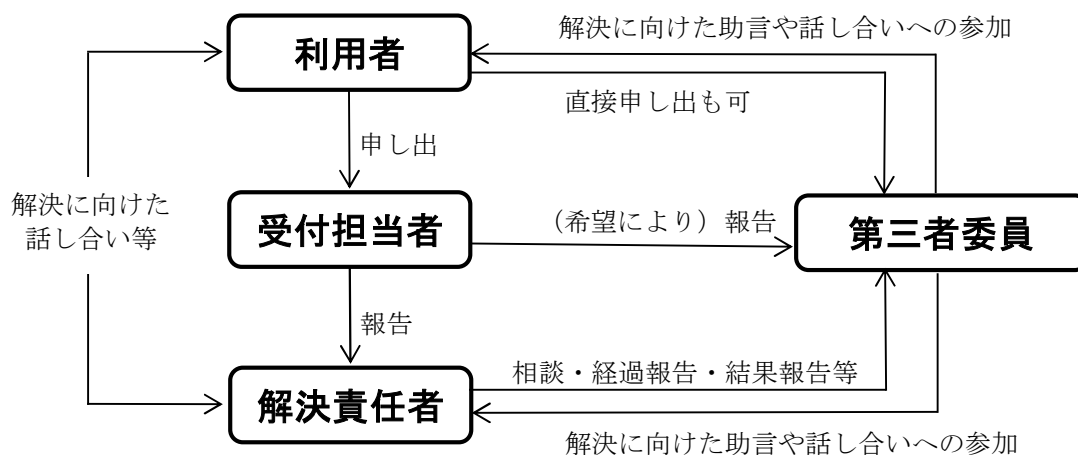 解決に向けた助言や話し合いへの参加
利用者
直接申し出も可
申し出
解決に向けた
話し合い等
受付担当者
（希望により）報告
第三者委員
報告
相談・経過報告・結果報告等
解決責任者
解決に向けた助言や話し合いへの参加